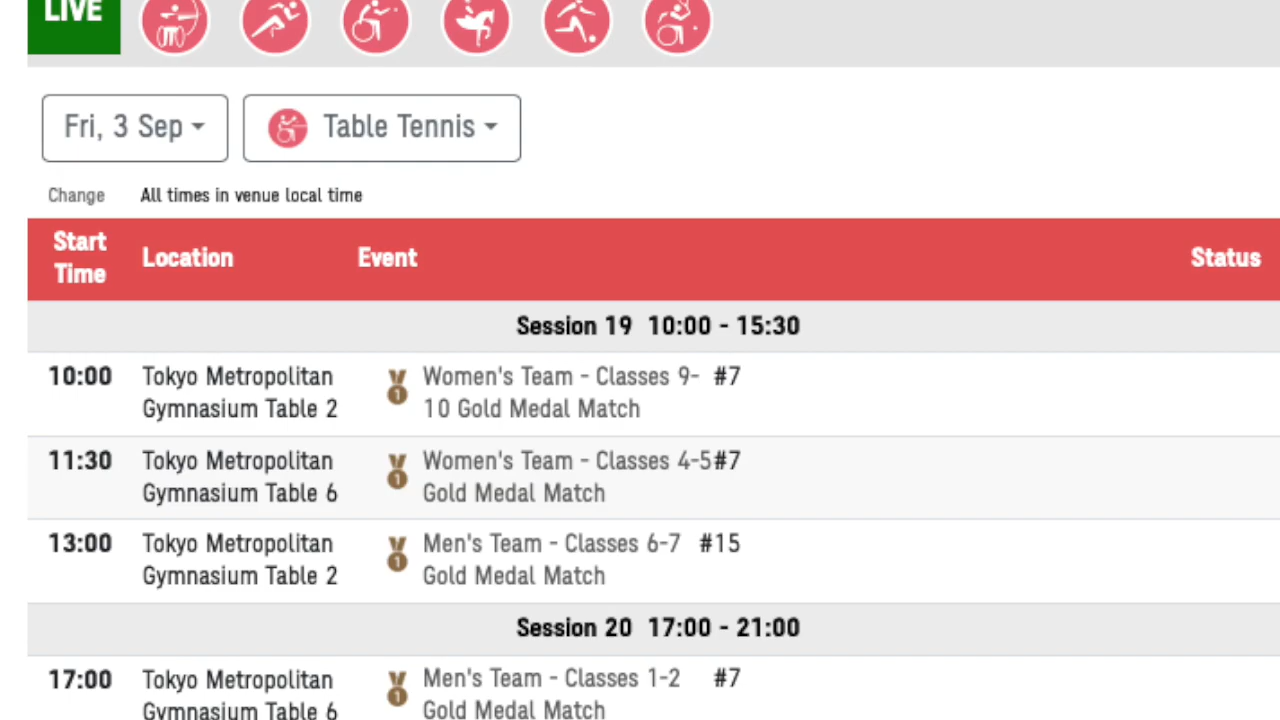 LIVE
Fri, 3 Sep Table Tennis
Change All times in venue local time
Start Time Location Event Status
Session 19 10:00 - 15:30
10:00 Tokyo Metropolitan Women's Team - Classes 9- #7
Gymnasium Table 2 10 Gold Medal Match
11:30 Tokyo Metropolitan Women's Team - Classes 4-5 #7
Gymnasium Table 6 Gold Medal Match
13:00 Tokyo Metropolitan Men's Team - Classes 6-7 #15
Gymnasium Table 2 Gold Medal Match
Session 20 17:00 - 21:00
17:00 Tokyo Metropolitan Men's Team - Classes 1-2 #7
Gymnasium Table 6 Gold Medal Match